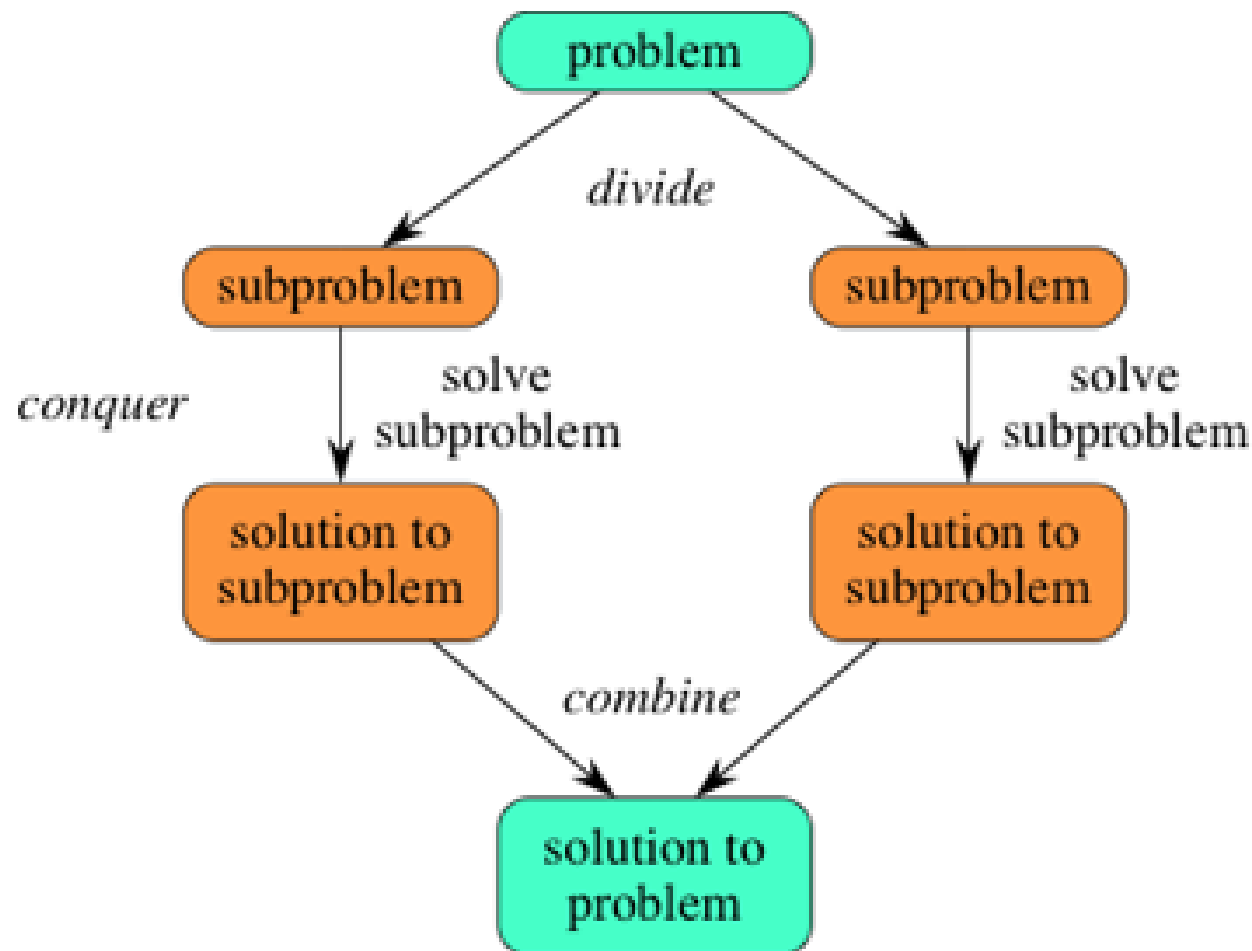 problem
divide
subproblem
subproblem
conquer
solve
subproblem
solve
subproblem
solution to
subproblem
solution to
subproblem
combine
solution to
problem